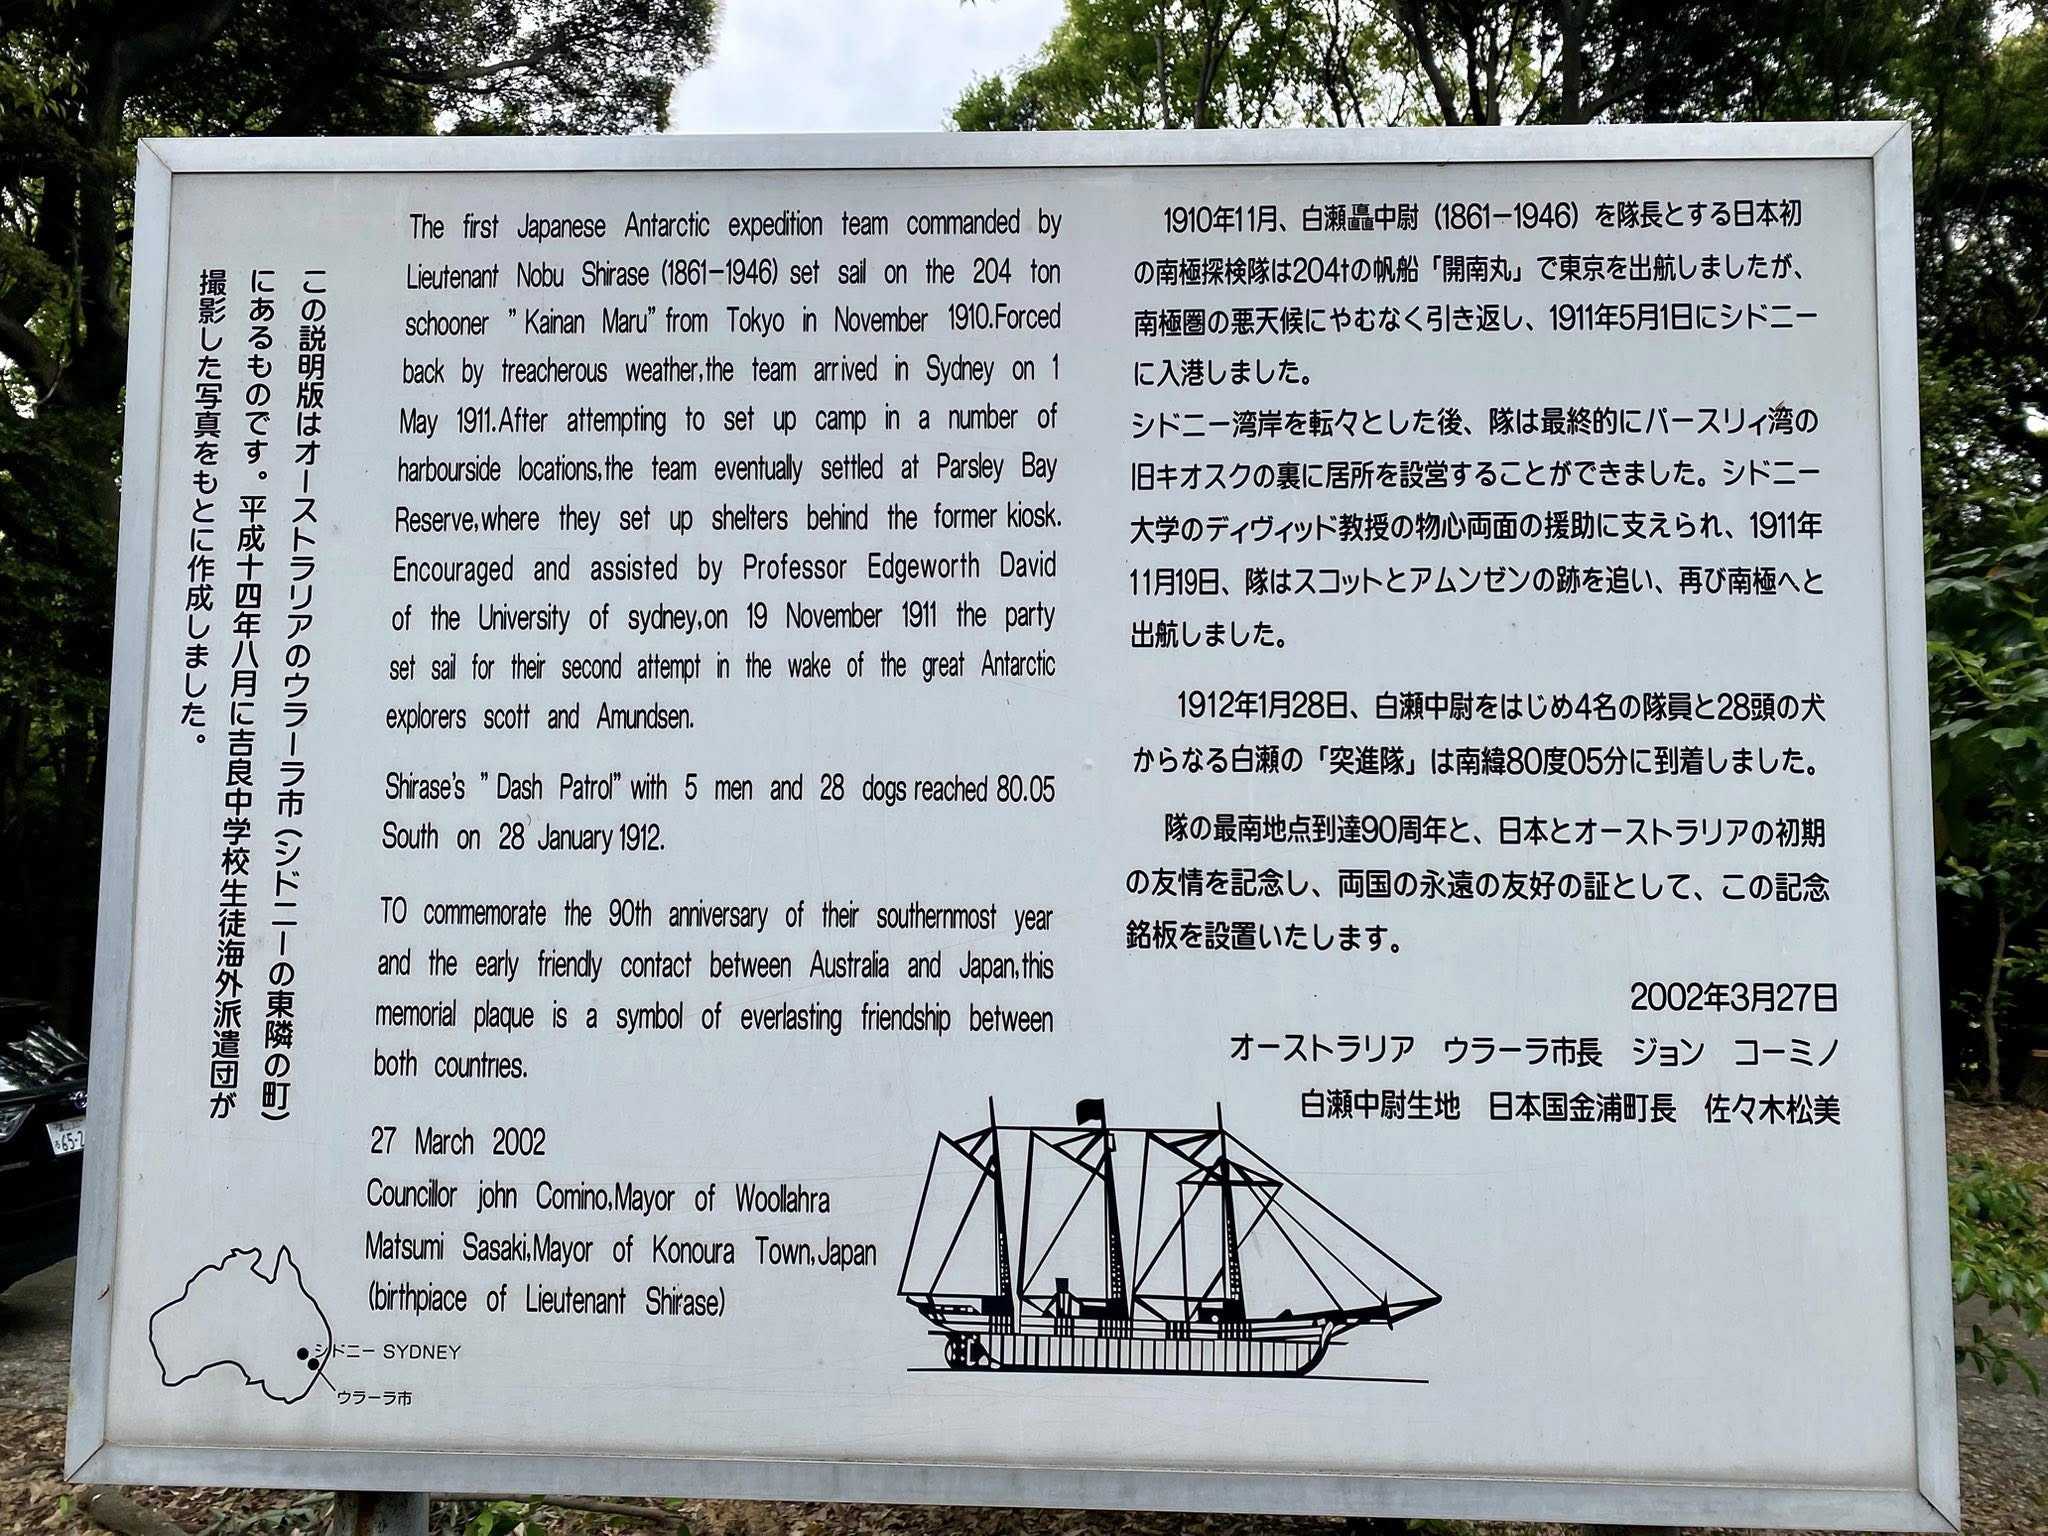 The first Japanese Antarctic expedition team commanded by
Lieutenant Nobu Shirase (1861−1946) set sail on the 204 ton
schooner ”Kainan Maru” from Tokyo in November 1910.Forced
back by treacherous weather,the team arrived in Sydney on 1
May 1911.After attempting to set up camp in a number of
harbourside locations,the team eventually settled at Parsley Bay
Reserve,where they set up shelters behind the former kiosk.
Encouraged and assisted by Professor Edgeworth David
of the University of sydney,on 19 November 1911 the party
set sail for their second attempt in the wake of the great Antarctic
explorers scott and Amundsen.
Shirase's ”Dash Patrol” with 5 men and 28 dogs reached 80.05
South on 28 January 1912.
TO commemorate the 90th anniversary of their southernmost year
and the early friendly contact between Australia and Japan,this
memorial plaque is a symbol of everlasting friendship between
both countries.
27 March 2002
Councillor john Comino,Mayor of Woollahra
Matsumi Sasaki,Mayor of Konoura Town,Japan
(birthpiace of Lieutenant Shirase)
1910年11月、白瀬矗中尉（1861−1946）を隊長とする日本初
の南極探検隊は204tの帆船「開南丸」で東京を出航しましたが、
南極圏の悪天候にやむなく引き返し、1911年5月1日にシドニー
に入港しました。
シドニー湾岸を転々とした後、隊は最終的にパースリィ湾の
旧キオスクの裏に居所を設営することができました。シドニー
大学のディヴィッド教授の物心両面の援助に支えられ、1911年
11月19日、隊はスコットとアムンゼンの跡を追い、再び南極へと
出航しました。
1912年1月28日、白瀬中尉をはじめ4名の隊員と28頭の犬
からなる白瀬の「突進隊」は南緯80度05分に到着しました。
隊の最南地点到達90周年と、日本とオーストラリアの初期
の友情を記念し、両国の永遠の友好の証として、この記念
銘板を設置いたします。
2002年3月27日
オーストラリア　ウラーラ市長　ジョン　コーミノ
白瀬中尉生地　日本国金浦町長　佐々木松美
この説明版はオーストラリアのウラーラ市（シドニーの東隣の町）
にあるものです。平成十四年八月に吉良中学校生徒海外派遣団が
撮影した写真をもとに作成しました。
シドニー SYDNEY
ウラーラ市